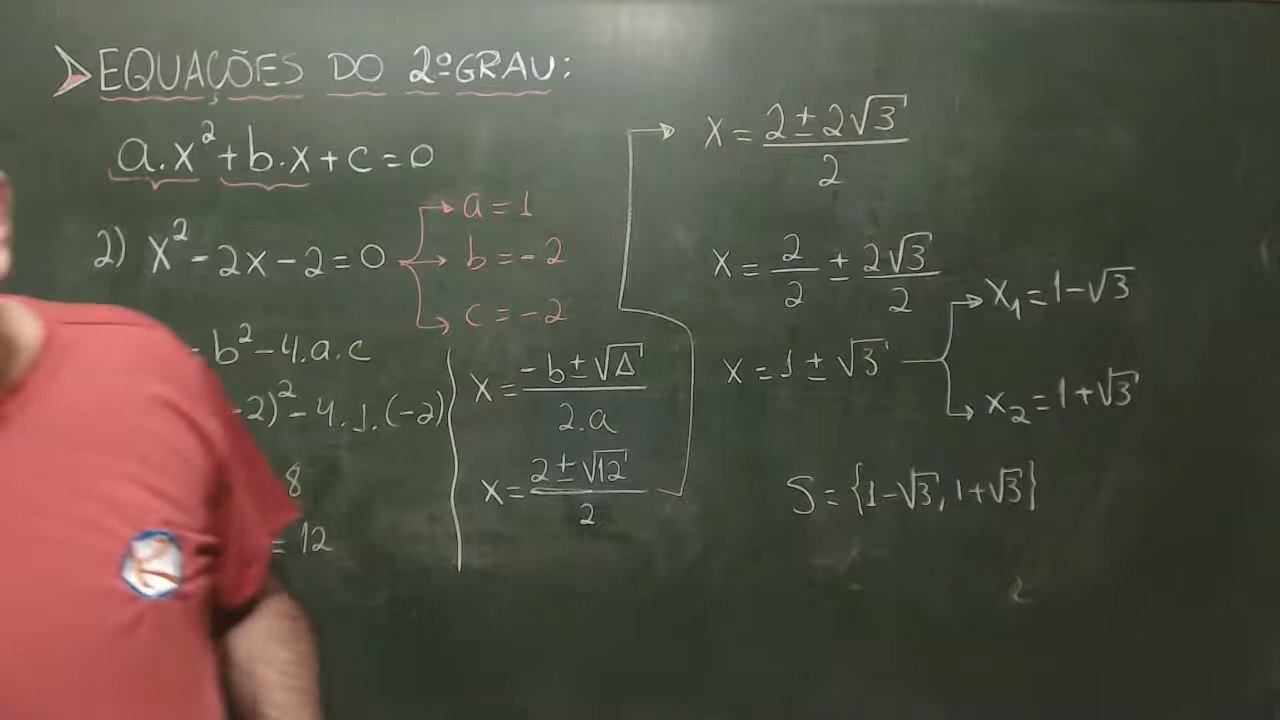 EQUAÇÕES DO 2º GRAU:
a.x² + b.x + c = 0
2) x² - 2x - 2 = 0
a = 1
b = -2
c = -2
- b² - 4.a.c
-2)² - 4.1.(-2)
8
= 12
x = (-b ± √Δ)/2.a
x = (2 ± √12)/2
x = (2 ± 2√3)/2
x = 2/2 ± 2√3/2
x = 1 ± √3
x₁ = 1 - √3
x₂ = 1 + √3
S = {1-√3, 1+√3}